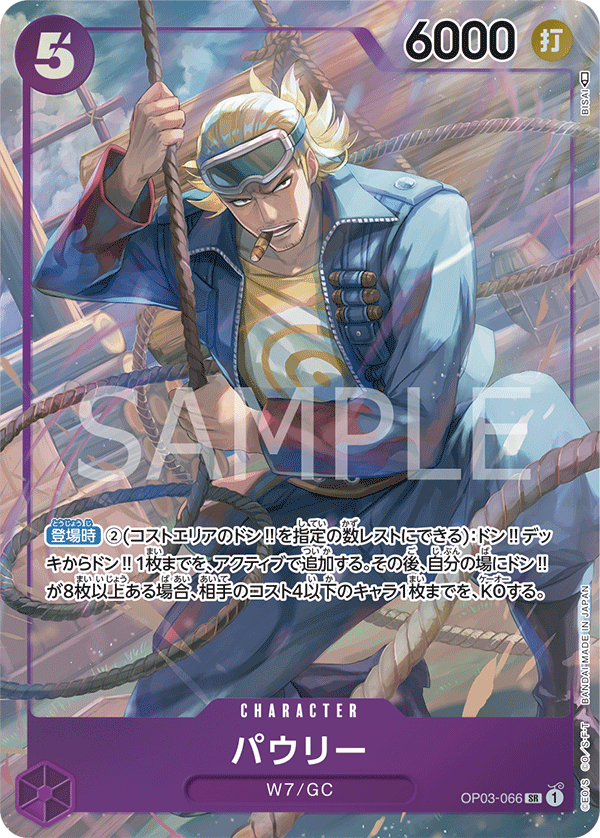 5
6000
打
BISAI
SAMPLE
登場時 ②(コストエリアのドン!!を指定の数レストにできる):ドン!!デッ
キからドン!!1枚までを、アクティブで追加する。その後、自分の場にドン!!
が8枚以上ある場合、相手のコスト4以下のキャラ1枚までを、KOする。
CHARACTER
パウリー
W7/GC
OP03-066 SR 1
©E.O/S ©O/S・F・T BANDAI MADE IN JAPAN